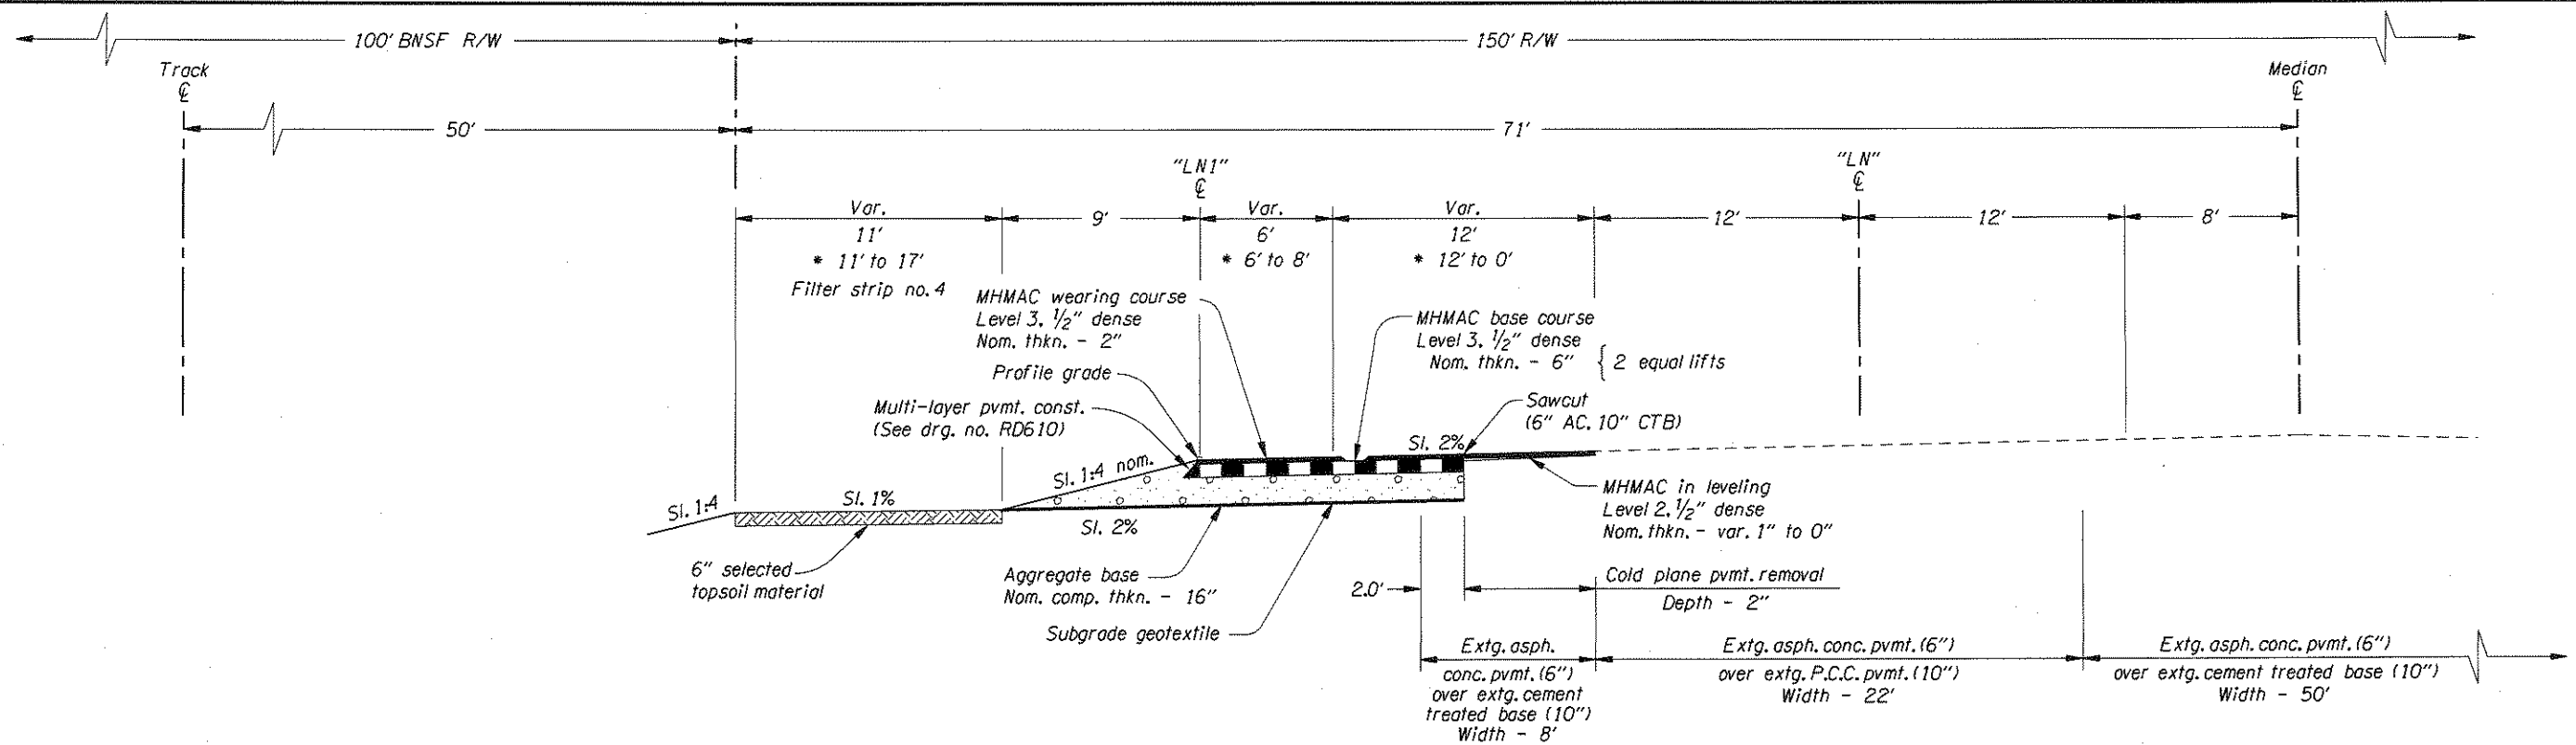 100' BNSF R/W
150' R/W
Track
℄
Median
℄
50'
71'
"LN1"
℄
"LN"
℄
Var.
11'
* 11' to 17'
Filter strip no. 4
9'
Var.
6'
* 6' to 8'
Var.
12'
* 12' to 0'
12'
12'
8'
MHMAC wearing course
Level 3, 1/2" dense
Nom. thkn. - 2"
MHMAC base course
Level 3, 1/2" dense
Nom. thkn. - 6" { 2 equal lifts
Profile grade
Multi-layer pvmt. const.
(See drg. no. RD610)
Sawcut
(6" AC, 10" CTB)
Sl. 2%
Sl. 1:4 nom.
Sl. 1:4
Sl. 1%
Sl. 2%
MHMAC in leveling
Level 2, 1/2" dense
Nom. thkn. - var. 1" to 0"
6" selected
topsoil material
Aggregate base
Nom. comp. thkn. - 16"
Subgrade geotextile
2.0'
Cold plane pvmt. removal
Depth - 2"
Extg. asph.
conc. pvmt. (6")
over extg. cement
treated base (10")
Width - 8'
Extg. asph. conc. pvmt. (6")
over extg. P.C.C. pvmt. (10")
Width - 22'
Extg. asph. conc. pvmt. (6")
over extg. cement treated base (10")
Width - 50'